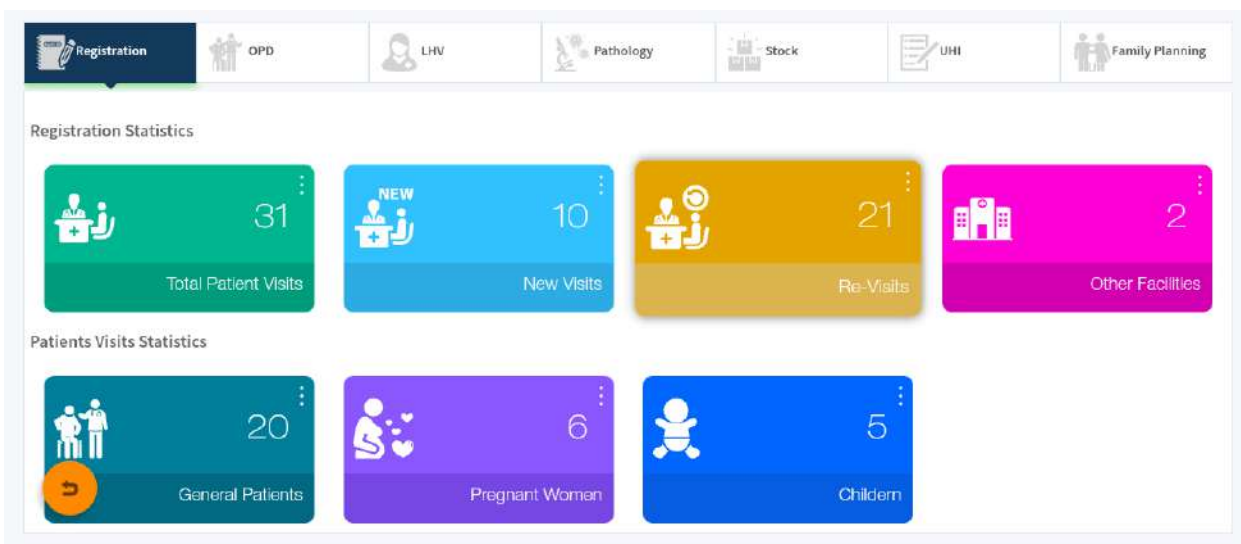 Registration
OPD
LHV
Pathology
Stock
UHI
Family Planning
Registration Statistics
31
Total Patient Visits
NEW
10
New Visits
21
Re-Visits
2
Other Facilities
Patients Visits Statistics
20
General Patients
6
Pregnant Women
5
Childern